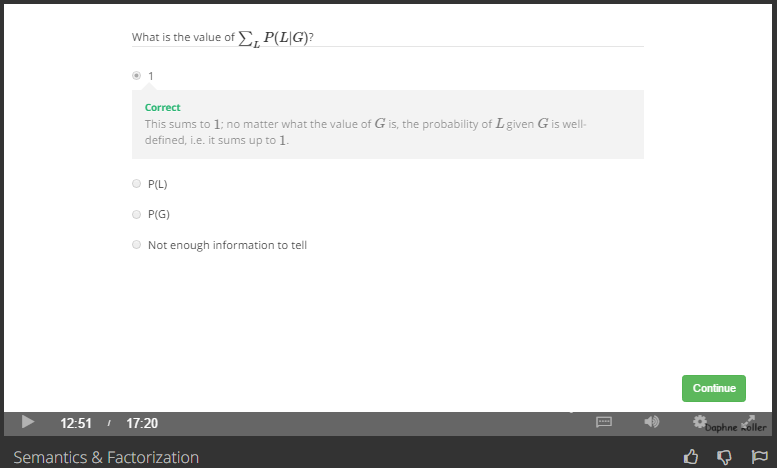 What is the value of ∑_L P(L|G)?
1
Correct
This sums to 1; no matter what the value of G is, the probability of L given G is well-
defined, i.e. it sums up to 1.
P(L)
P(G)
Not enough information to tell
Continue
12:51 / 17:20
Daphne Koller
Semantics & Factorization